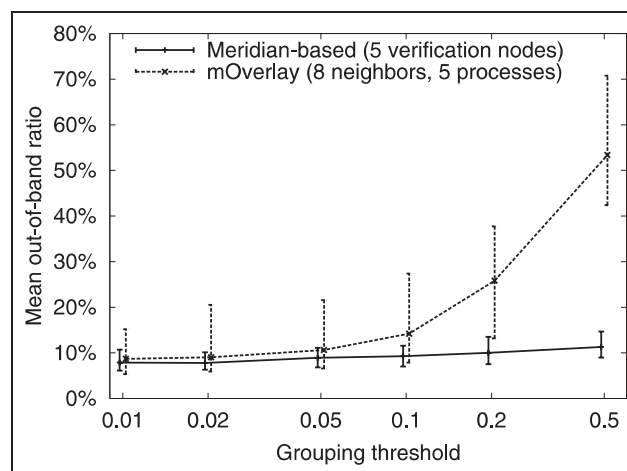 80%
70%
60%
50%
40%
30%
20%
10%
0%
Mean out-of-band ratio
Meridian-based (5 verification nodes)
mOverlay (8 neighbors, 5 processes)
0.01 0.02 0.05 0.1 0.2 0.5
Grouping threshold